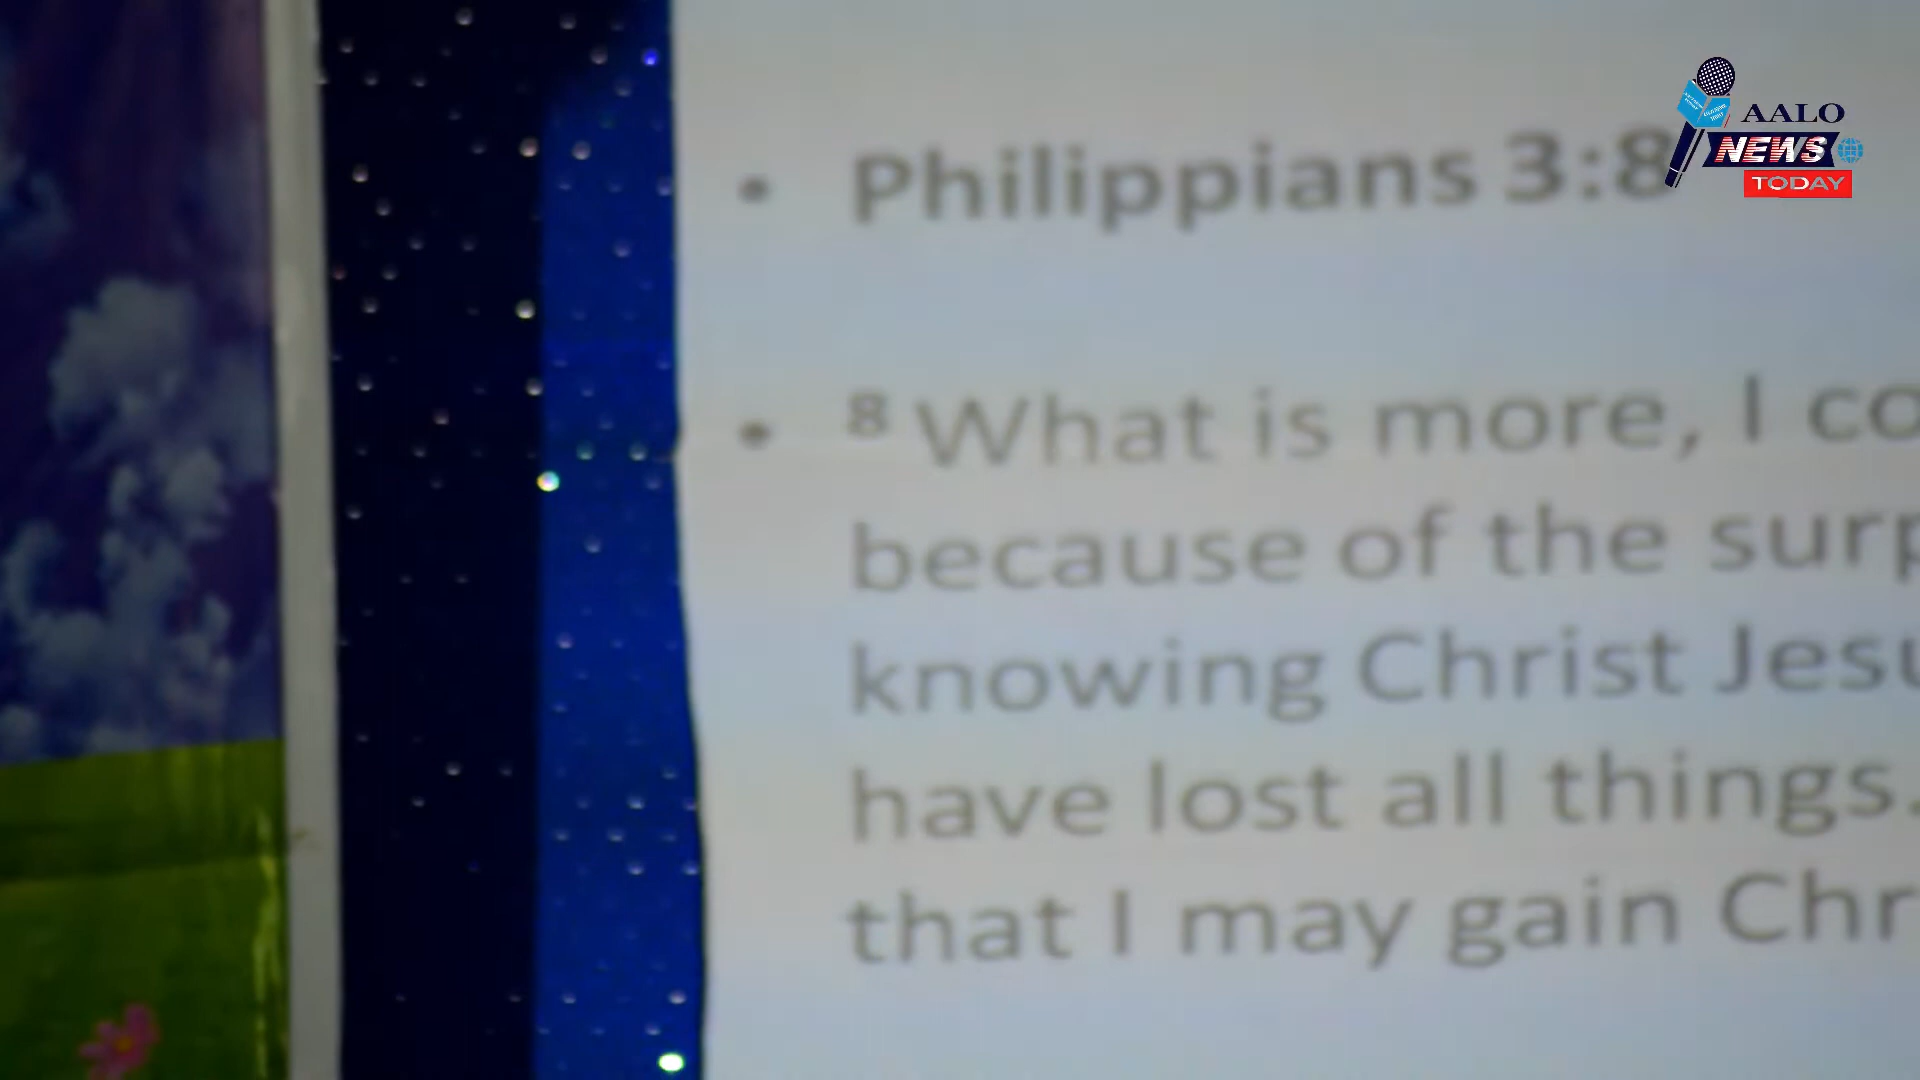 AALO
NEWS
TODAY
• Philippians 3:8
• 8 What is more, I co
because of the surp
knowing Christ Jesu
have lost all things.
that I may gain Chr